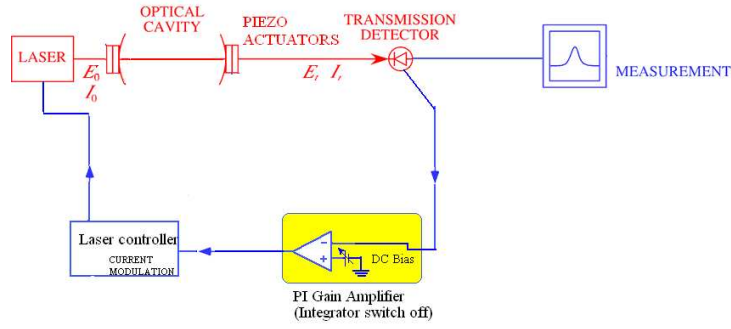 OPTICAL
CAVITY
PIEZO
ACTUATORS
TRANSMISSION
DETECTOR
LASER
E₀
I₀
Eₜ Iₜ
MEASUREMENT
Laser controller
CURRENT
MODULATION
−
+
DC Bias
PI Gain Amplifier
(Integrator switch off)